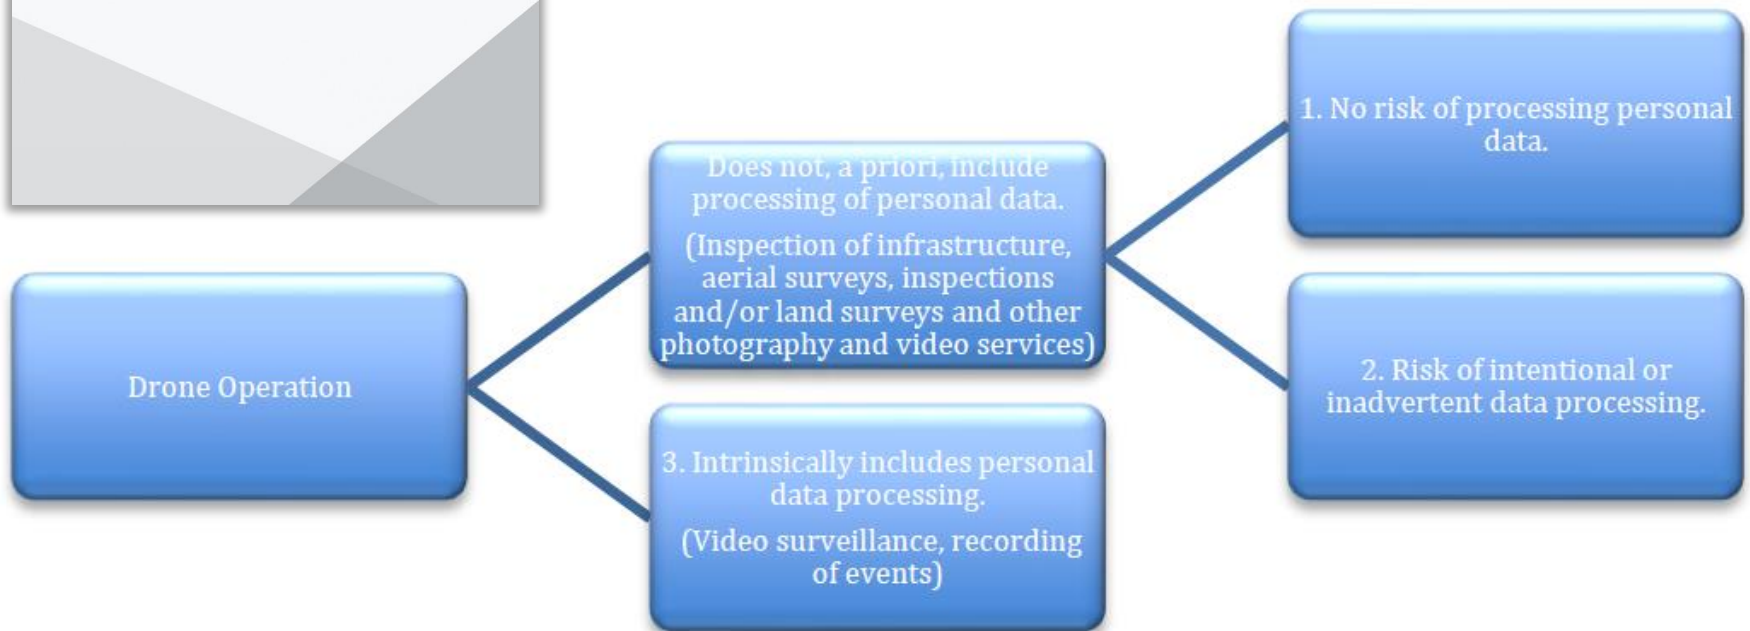 Drone Operation
Does not, a priori, include
processing of personal data.
(Inspection of infrastructure,
aerial surveys, inspections
and/or land surveys and other
photography and video services)
3. Intrinsically includes personal
data processing.
(Video surveillance, recording
of events)
1. No risk of processing personal
data.
2. Risk of intentional or
inadvertent data processing.